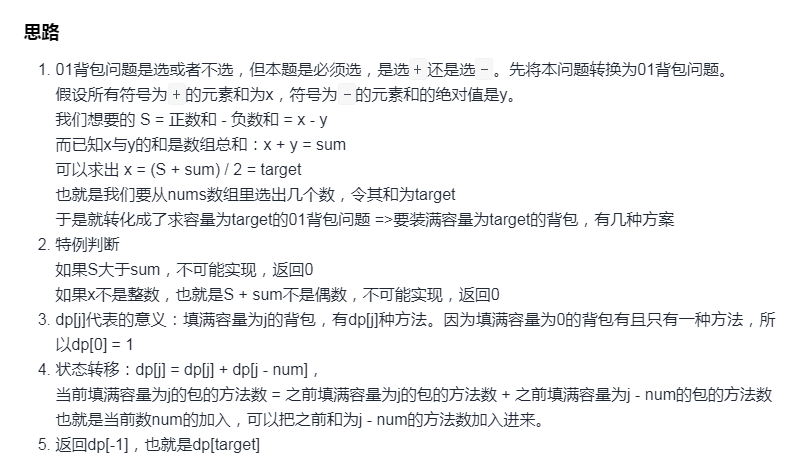 思路
1. 01背包问题是选或者不选，但本题是必须选，是选 + 还是选 - 。先将本问题转换为01背包问题。
假设所有符号为 + 的元素和为x，符号为 - 的元素和的绝对值是y。
我们想要的 S = 正数和 - 负数和 = x - y
而已知x与y的和是数组总和：x + y = sum
可以求出 x = (S + sum) / 2 = target
也就是我们要从nums数组里选出几个数，令其和为target
于是就转化成了求容量为target的01背包问题 =>要装满容量为target的背包，有几种方案
2. 特例判断
如果S大于sum，不可能实现，返回0
如果x不是整数，也就是S + sum不是偶数，不可能实现，返回0
3. dp[j]代表的意义：填满容量为j的背包，有dp[j]种方法。因为填满容量为0的背包有且只有一种方法，所
以dp[0] = 1
4. 状态转移：dp[j] = dp[j] + dp[j - num]，
当前填满容量为j的包的方法数 = 之前填满容量为j的包的方法数 + 之前填满容量为j - num的包的方法数
也就是当前数num的加入，可以把之前和为j - num的方法数加入进来。
5. 返回dp[-1]，也就是dp[target]